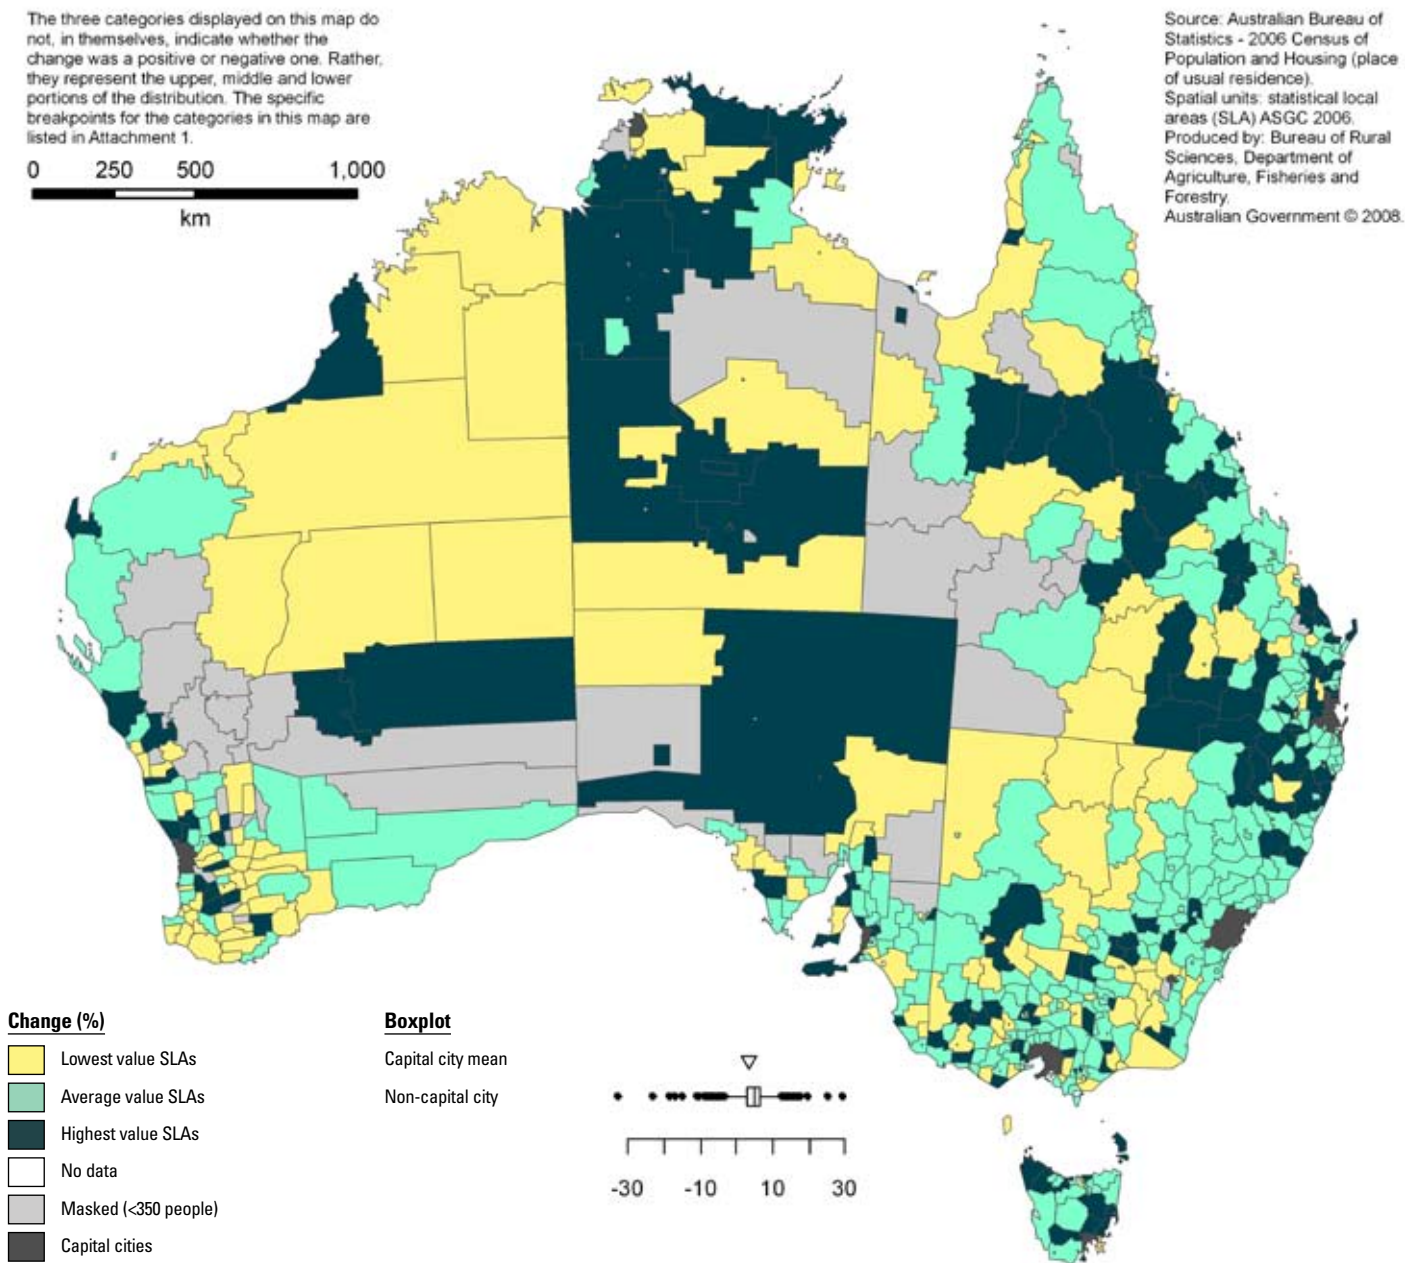 The three categories displayed on this map do
not, in themselves, indicate whether the
change was a positive or negative one. Rather,
they represent the upper, middle and lower
portions of the distribution. The specific
breakpoints for the categories in this map are
listed in Attachment 1.
0 250 500 1,000
km
Source: Australian Bureau of
Statistics - 2006 Census of
Population and Housing (place
of usual residence).
Spatial units: statistical local
areas (SLA) ASGC 2006.
Produced by: Bureau of Rural
Sciences, Department of
Agriculture, Fisheries and
Forestry.
Australian Government © 2008.
Change (%)
Lowest value SLAs
Average value SLAs
Highest value SLAs
No data
Masked (<350 people)
Capital cities
Boxplot
Capital city mean
Non-capital city
-30 -10 10 30